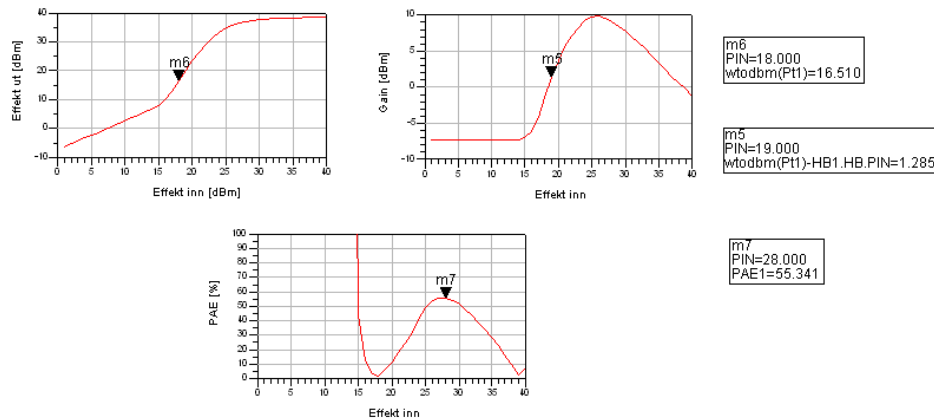 Effekt ut [dBm]
40
30
20
10
0
-10
m6
0 5 10 15 20 25 30 35 40
Effekt inn [dBm]
Gain [dBm]
10
5
0
-5
-10
m5
0 5 10 15 20 25 30 35 40
Effekt inn
m6
PIN=18.000
wtodbm(Pt1)=16.510
m5
PIN=19.000
wtodbm(Pt1)-HB1.HB.PIN=1.285
PAE [%]
100
90
80
70
60
50
40
30
20
10
0
m7
0 5 10 15 20 25 30 35 40
Effekt inn
m7
PIN=28.000
PAE1=55.341